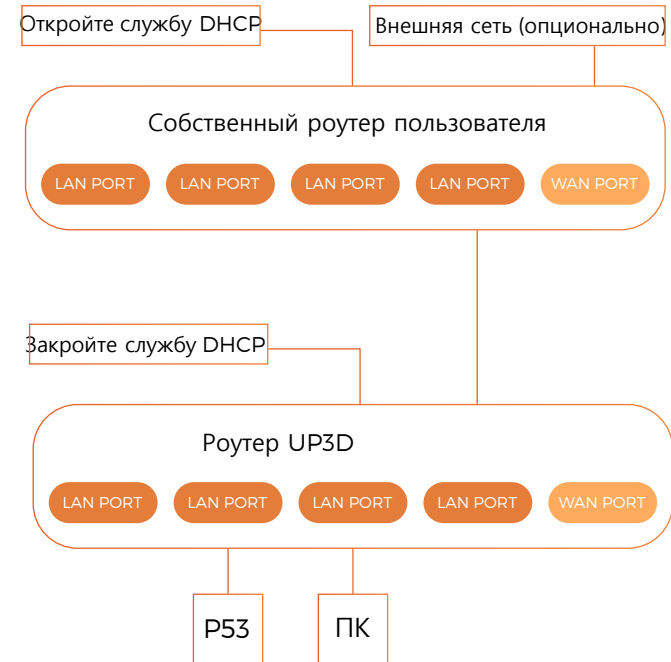 Откройте службу DHCP
Внешняя сеть (опционально)
Собственный роутер пользователя
LAN PORT
LAN PORT
LAN PORT
LAN PORT
WAN PORT
Закройте службу DHCP
Роутер UP3D
LAN PORT
LAN PORT
LAN PORT
LAN PORT
WAN PORT
P53
ПК